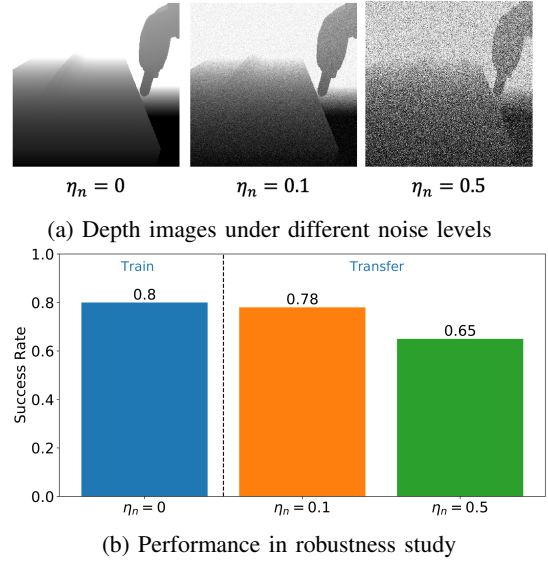 ηₙ = 0 ηₙ = 0.1 ηₙ = 0.5
(a) Depth images under different noise levels
1.0
Train Transfer
0.8
0.8
0.78
0.65
0.6
0.4
0.2
0.0
Success Rate
ηₙ = 0 ηₙ = 0.1 ηₙ = 0.5
(b) Performance in robustness study